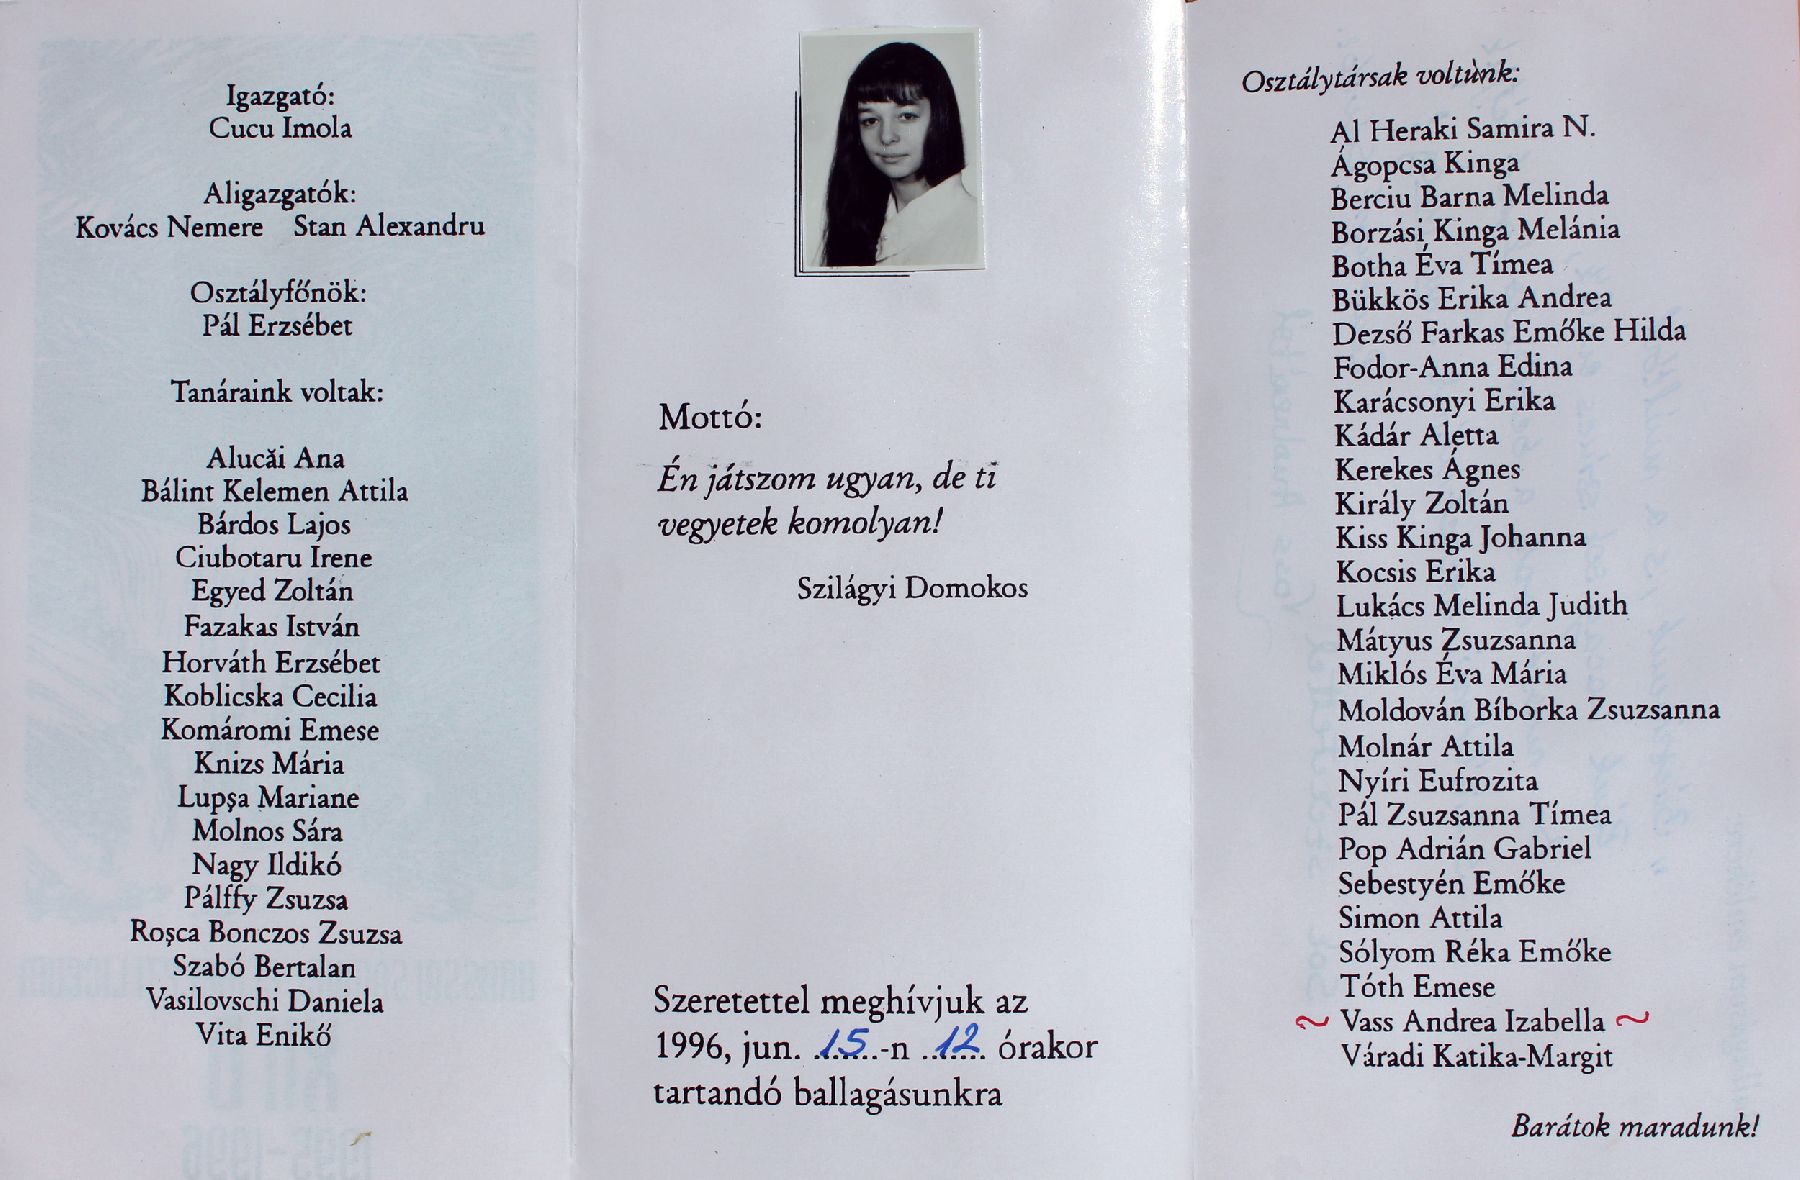 Igazgató:
Cucu Imola
Aligazgatók:
Kovács Nemere Stan Alexandru
Osztályfőnök:
Pál Erzsébet
Tanáraink voltak:
Alucăi Ana
Bálint Kelemen Attila
Bárdos Lajos
Ciubotaru Irene
Egyed Zoltán
Fazakas István
Horváth Erzsébet
Koblicska Cecilia
Komáromi Emese
Knizs Mária
Lupşa Mariane
Molnos Sára
Nagy Ildikó
Pálffy Zsuzsa
Roşca Bonczos Zsuzsa
Szabó Bertalan
Vasilovschi Daniela
Vita Enikő
Mottó:
Én játszom ugyan, de ti
vegyetek komolyan!
Szilágyi Domokos
Szeretettel meghívjuk az
1996, jun. 15-n 12 órakor
tartandó ballagásunkra
Osztálytársak voltunk:
Al Heraki Samira N.
Ágopcsa Kinga
Berciu Barna Melinda
Borzási Kinga Melánia
Botha Éva Tímea
Bükkös Erika Andrea
Dezső Farkas Emőke Hilda
Fodor-Anna Edina
Karácsonyi Erika
Kádár Aletta
Kerekes Ágnes
Király Zoltán
Kiss Kinga Johanna
Kocsis Erika
Lukács Melinda Judith
Mátyus Zsuzsanna
Miklós Éva Mária
Moldován Bíborka Zsuzsanna
Molnár Attila
Nyíri Eufrozita
Pál Zsuzsanna Tímea
Pop Adrián Gabriel
Sebestyén Emőke
Simon Attila
Sólyom Réka Emőke
Tóth Emese
~ Vass Andrea Izabella ~
Váradi Katika-Margit
Barátok maradunk!